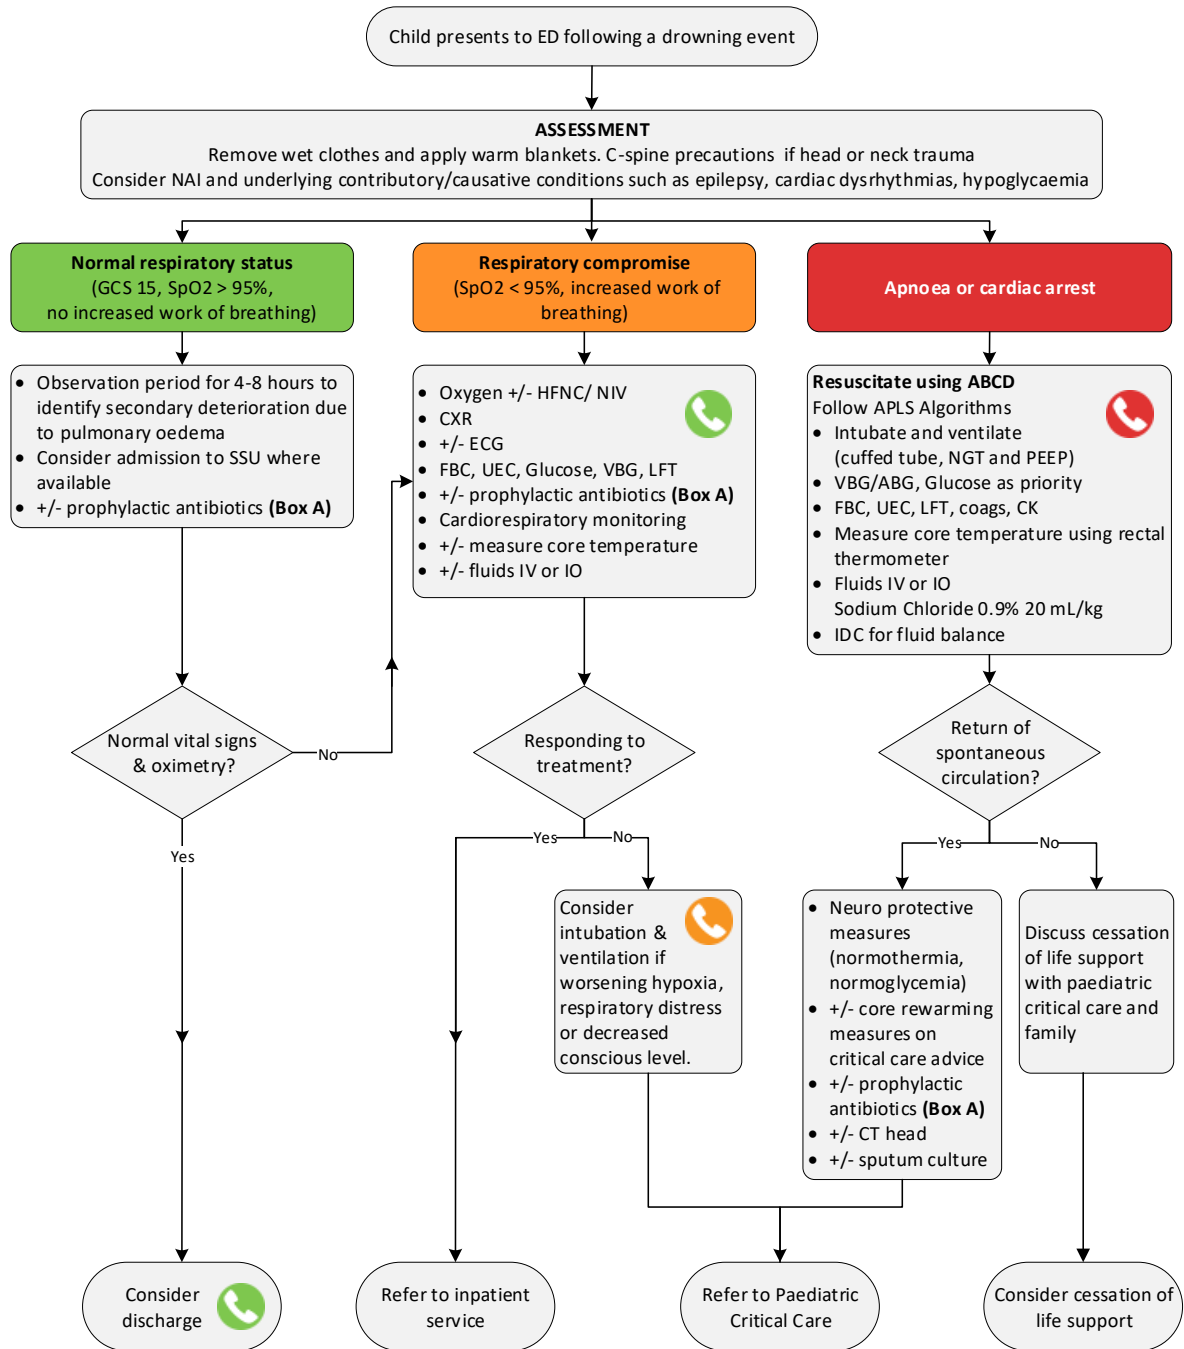 Child presents to ED following a drowning event
ASSESSMENT
Remove wet clothes and apply warm blankets. C-spine precautions if head or neck trauma
Consider NAI and underlying contributory/causative conditions such as epilepsy, cardiac dysrhythmias, hypoglycaemia
Normal respiratory status
(GCS 15, SpO2 > 95%,
no increased work of breathing)
Respiratory compromise
(SpO2 < 95%, increased work of
breathing)
Apnoea or cardiac arrest
• Observation period for 4-8 hours to
identify secondary deterioration due
to pulmonary oedema
• Consider admission to SSU where
available
• +/- prophylactic antibiotics (Box A)
• Oxygen +/- HFNC/ NIV
• CXR
• +/- ECG
• FBC, UEC, Glucose, VBG, LFT
• +/- prophylactic antibiotics (Box A)
• Cardiorespiratory monitoring
• +/- measure core temperature
• +/- fluids IV or IO
Resuscitate using ABCD
Follow APLS Algorithms
• Intubate and ventilate
(cuffed tube, NGT and PEEP)
• VBG/ABG, Glucose as priority
• FBC, UEC, LFT, coags, CK
• Measure core temperature using rectal
thermometer
• Fluids IV or IO
Sodium Chloride 0.9% 20 mL/kg
• IDC for fluid balance
Normal vital signs
& oximetry?
No
Responding to
treatment?
Return of
spontaneous
circulation?
Yes
Yes
No
Yes
No
Consider
intubation &
ventilation if
worsening hypoxia,
respiratory distress
or decreased
conscious level.
• Neuro protective
measures
(normothermia,
normoglycemia)
• +/- core rewarming
measures on
critical care advice
• +/- prophylactic
antibiotics (Box A)
• +/- CT head
• +/- sputum culture
Discuss cessation
of life support
with paediatric
critical care and
family
Consider
discharge
Refer to inpatient
service
Refer to Paediatric
Critical Care
Consider cessation of
life support